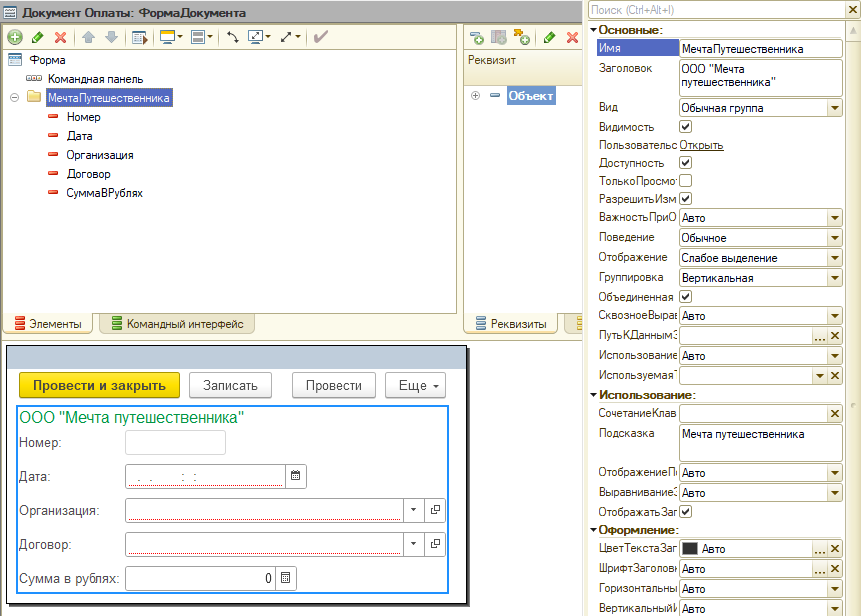 Документ Оплаты: ФормаДокумента
Форма
Командная панель
МечтаПутешественника
Номер
Дата
Организация
Договор
СуммаВРублях
Элементы
Командный интерфейс
Реквизит
Объект
Реквизиты
Провести и закрыть
Записать
Провести
Еще
ООО "Мечта путешественника"
Номер:
Дата:
. . : :
Организация:
Договор:
Сумма в рублях:
0
Поиск (Ctrl+Alt+I)
Основные:
Имя МечтаПутешественника
Заголовок ООО "Мечта
путешественника"
Вид Обычная группа
Видимость
Пользовательс Открыть
Доступность
ТолькоПросмо
РазрешитьИзм
ВажностьПриО Авто
Поведение Обычное
Отображение Слабое выделение
Группировка Вертикальная
Объединенная
СквозноеВырав Авто
ПутьКДанным
Использование Авто
Используемая
Использование:
СочетаниеКлав
Подсказка Мечта путешественника
ОтображениеП Авто
Выравнивание Авто
ОтображатьЗаг
Оформление:
ЦветТекстаЗаг Авто
ШрифтЗаголов Авто
Горизонтальны Авто
Вертикальный Авто